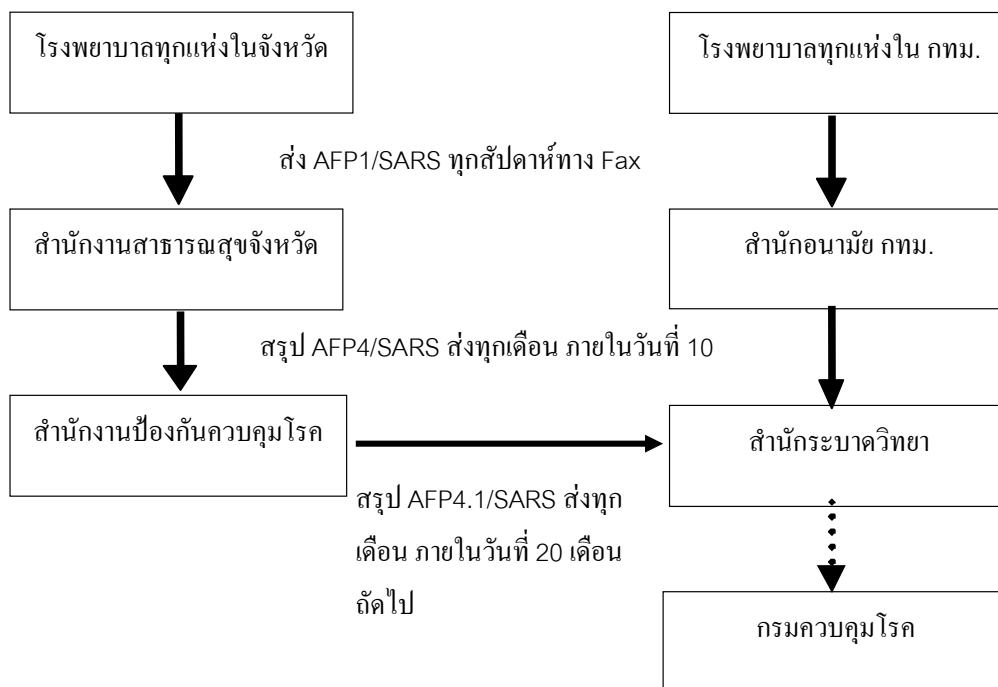 โรงพยาบาลทุกแห่งในจังหวัด
โรงพยาบาลทุกแห่งใน กทม.
ส่ง AFP1/SARS ทุกสัปดาห์ทาง Fax
สำนักงานสาธารณสุขจังหวัด
สำนักอนามัย กทม.
สรุป AFP4/SARS ส่งทุกเดือน ภายในวันที่ 10
สำนักงานป้องกันควบคุมโรค
สำนักระบาดวิทยา
สรุป AFP4.1/SARS ส่งทุก
เดือน ภายในวันที่ 20 เดือน
ถัดไป
กรมควบคุมโรค